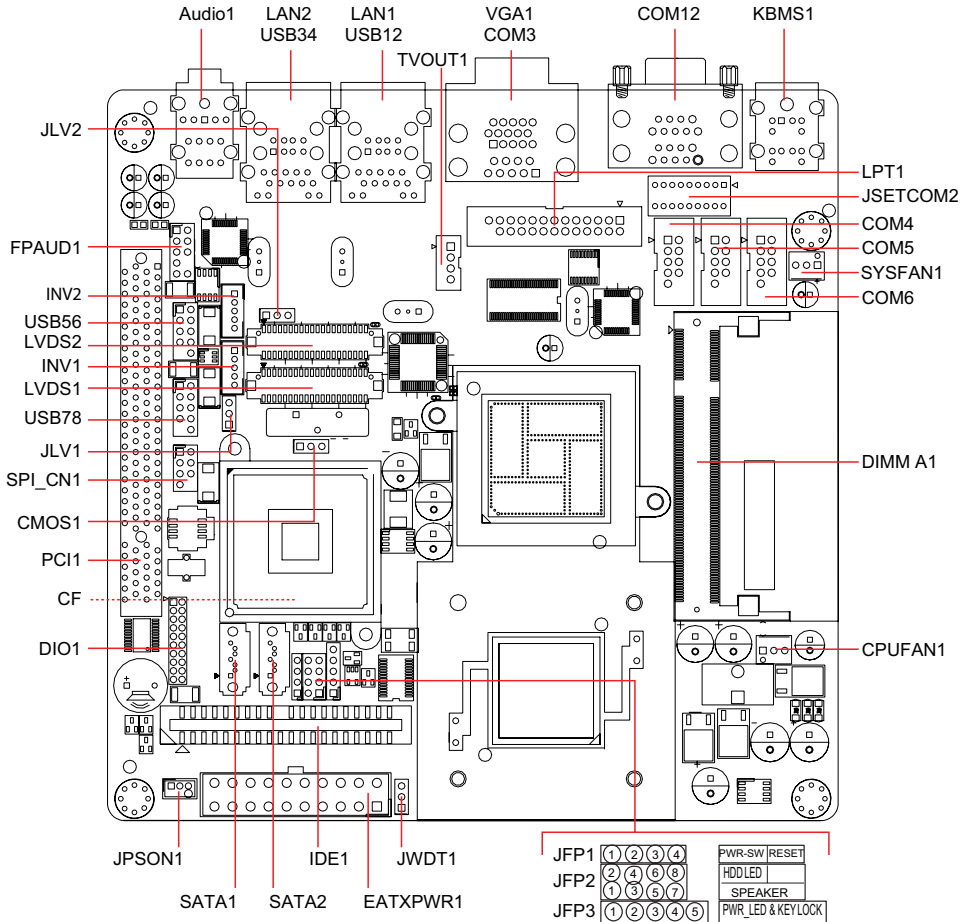 Audio1
LAN2
USB34
LAN1
USB12
TVOUT1
VGA1
COM3
COM12
KBMS1
JLV2
FPAUD1
INV2
USB56
LVDS2
INV1
LVDS1
USB78
JLV1
SPI_CN1
CMOS1
PCI1
CF
DIO1
LPT1
JSETCOM2
COM4
COM5
SYSFAN1
COM6
DIMM A1
CPUFAN1
JPSON1
SATA1
SATA2
IDE1
EATXPWR1
JWDT1
JFP1 1 2 3 4 PWR-SW RESET
JFP2 2 4 6 8 HDD LED
1 3 5 7 SPEAKER
JFP3 1 2 3 4 5 PWR_LED & KEY LOCK